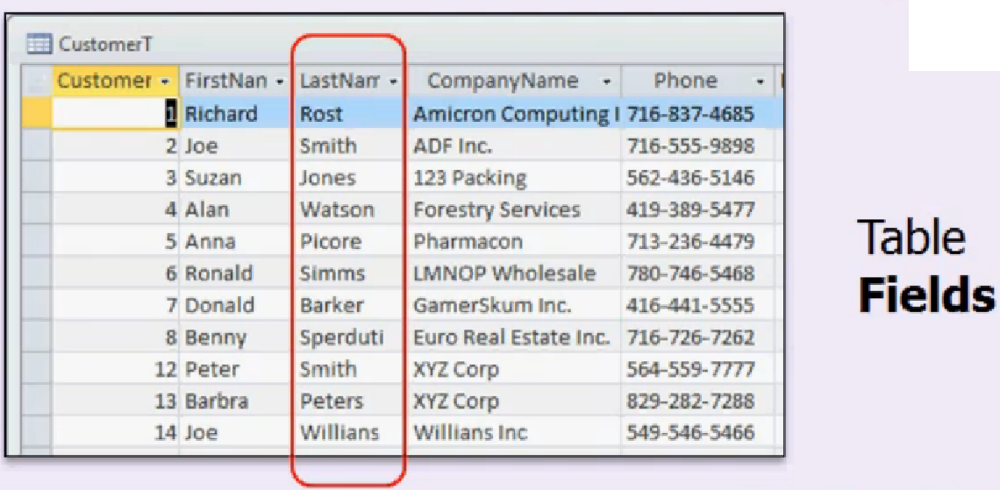 CustomerT
Customer FirstNan LastNarr CompanyName Phone
1 Richard Rost Amicron Computing I 716-837-4685
2 Joe Smith ADF Inc. 716-555-9898
3 Suzan Jones 123 Packing 562-436-5146
4 Alan Watson Forestry Services 419-389-5477
5 Anna Picore Pharmacon 713-236-4479
6 Ronald Simms LMNOP Wholesale 780-746-5468
7 Donald Barker GamerSkum Inc. 416-441-5555
8 Benny Sperduti Euro Real Estate Inc. 716-726-7262
12 Peter Smith XYZ Corp 564-559-7777
13 Barbra Peters XYZ Corp 829-282-7288
14 Joe Willians Willians Inc 549-546-5466
Table
Fields